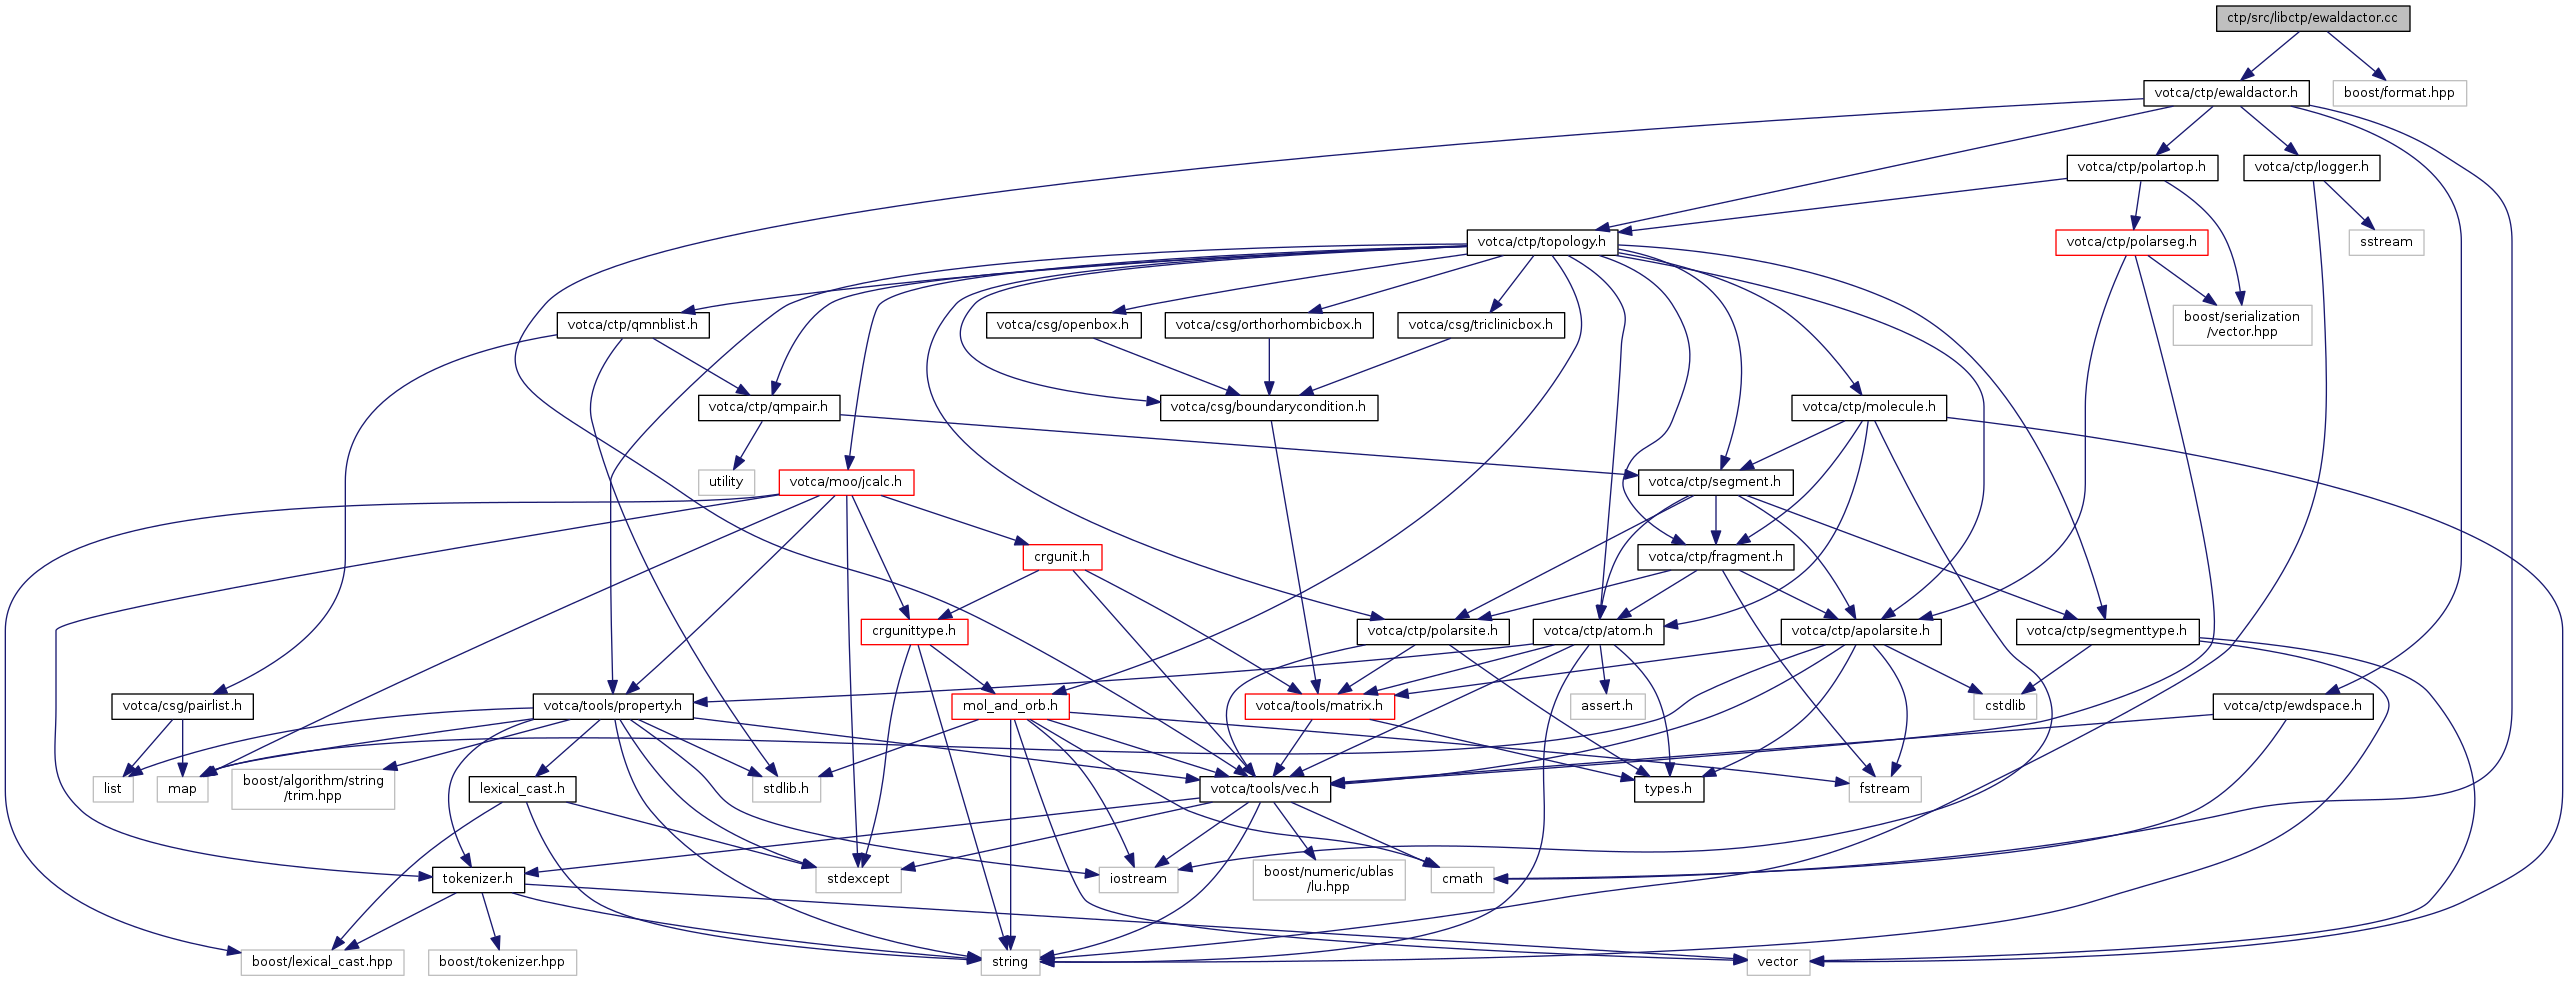 ctp/src/libctp/ewaldactor.cc
votca/ctp/ewaldactor.h
boost/format.hpp
votca/ctp/polartop.h
votca/ctp/logger.h
votca/ctp/topology.h
votca/ctp/polarseg.h
sstream
votca/ctp/qmnblist.h
votca/csg/openbox.h
votca/csg/orthorhombicbox.h
votca/csg/triclinicbox.h
boost/serialization
/vector.hpp
votca/ctp/qmpair.h
votca/csg/boundarycondition.h
votca/ctp/molecule.h
utility
votca/moo/jcalc.h
votca/ctp/segment.h
crgunit.h
votca/ctp/fragment.h
crgunittype.h
votca/ctp/polarsite.h
votca/ctp/atom.h
votca/ctp/apolarsite.h
votca/ctp/segmenttype.h
votca/csg/pairlist.h
votca/tools/property.h
mol_and_orb.h
votca/tools/matrix.h
assert.h
cstdlib
votca/ctp/ewdspace.h
list
map
boost/algorithm/string
/trim.hpp
lexical_cast.h
stdlib.h
votca/tools/vec.h
types.h
fstream
tokenizer.h
stdexcept
iostream
boost/numeric/ublas
/lu.hpp
cmath
boost/lexical_cast.hpp
boost/tokenizer.hpp
string
vector